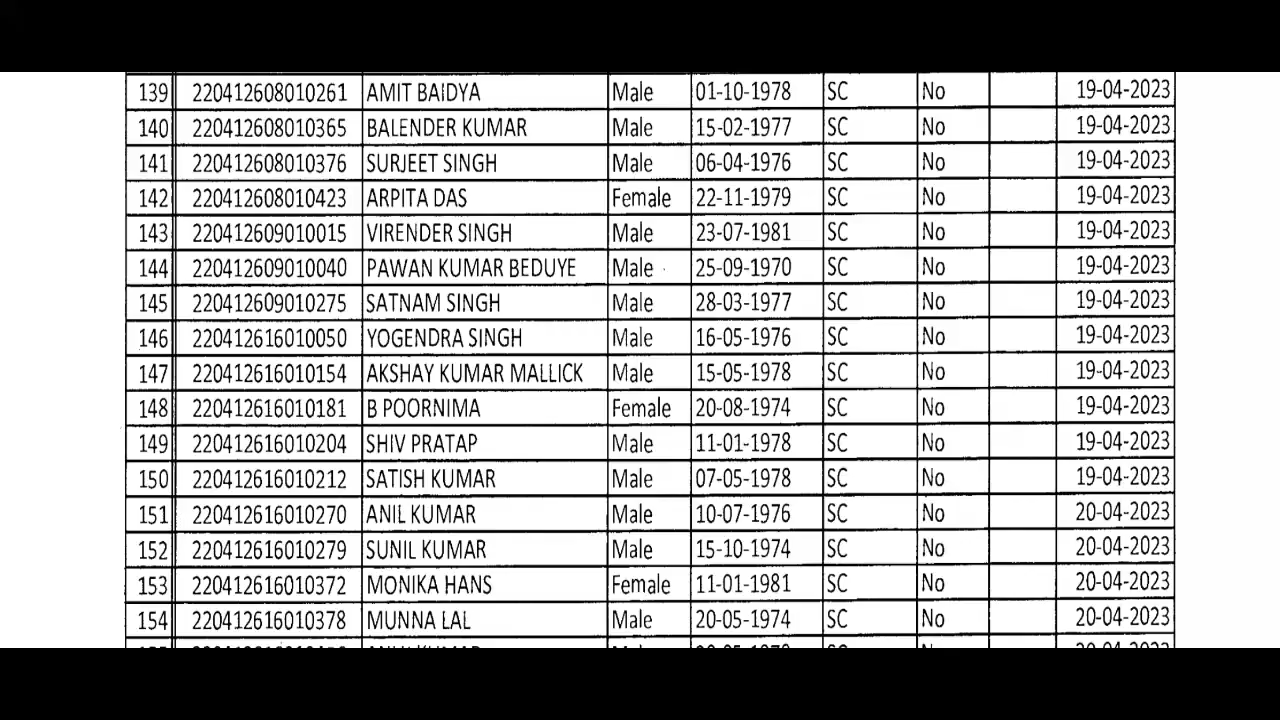 139 220412608010261 AMIT BAIDYA Male 01-10-1978 SC No 19-04-2023
140 220412608010365 BALENDER KUMAR Male 15-02-1977 SC No 19-04-2023
141 220412608010376 SURJEET SINGH Male 06-04-1976 SC No 19-04-2023
142 220412608010423 ARPITA DAS Female 22-11-1979 SC No 19-04-2023
143 220412609010015 VIRENDER SINGH Male 23-07-1981 SC No 19-04-2023
144 220412609010040 PAWAN KUMAR BEDUYE Male 25-09-1970 SC No 19-04-2023
145 220412609010275 SATNAM SINGH Male 28-03-1977 SC No 19-04-2023
146 220412616010050 YOGENDRA SINGH Male 16-05-1976 SC No 19-04-2023
147 220412616010154 AKSHAY KUMAR MALLICK Male 15-05-1978 SC No 19-04-2023
148 220412616010181 B POORNIMA Female 20-08-1974 SC No 19-04-2023
149 220412616010204 SHIV PRATAP Male 11-01-1978 SC No 19-04-2023
150 220412616010212 SATISH KUMAR Male 07-05-1978 SC No 19-04-2023
151 220412616010270 ANIL KUMAR Male 10-07-1976 SC No 20-04-2023
152 220412616010279 SUNIL KUMAR Male 15-10-1974 SC No 20-04-2023
153 220412616010372 MONIKA HANS Female 11-01-1981 SC No 20-04-2023
154 220412616010378 MUNNA LAL Male 20-05-1974 SC No 20-04-2023